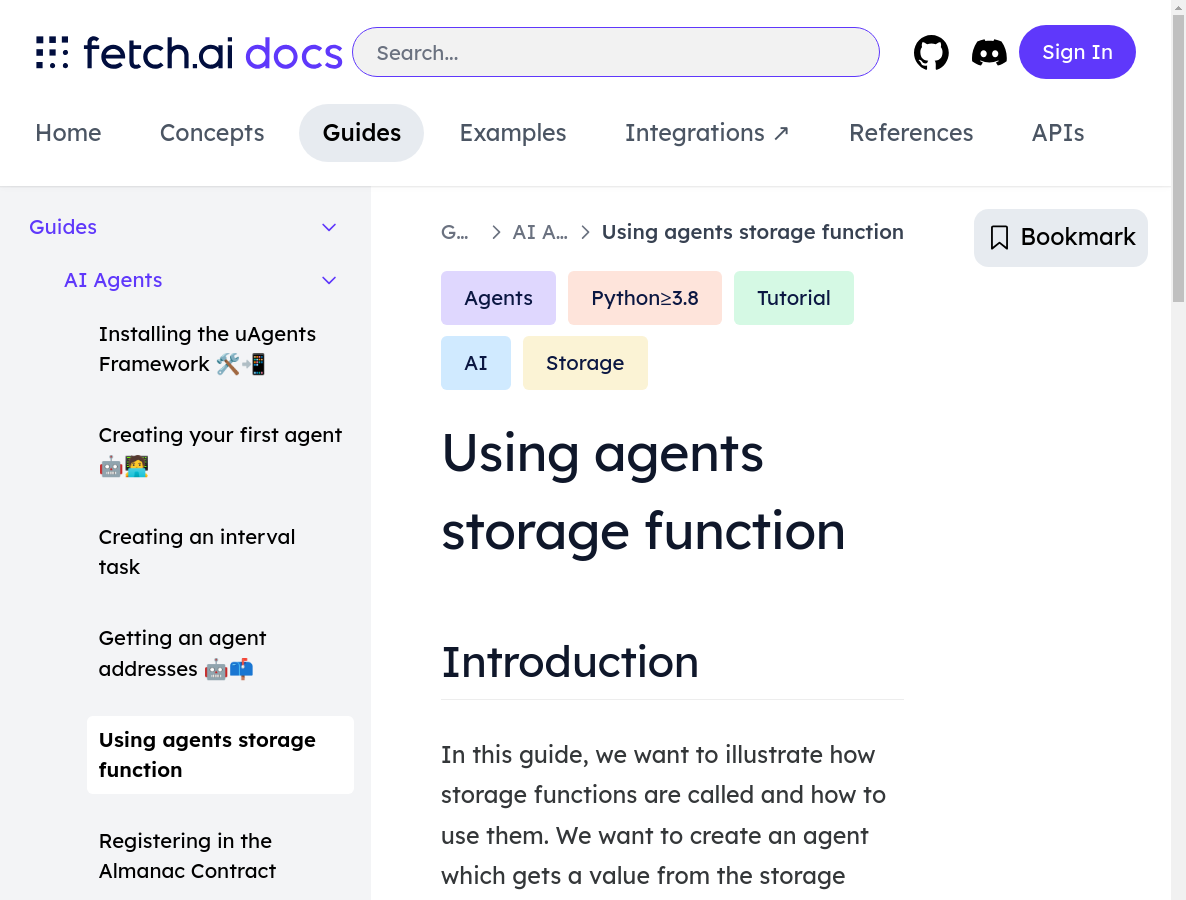 fetch.ai docs
Search...
Sign In
Home
Concepts
Guides
Examples
Integrations ↗
References
APIs
Guides
AI Agents
Installing the uAgents
Framework 🛠️📲
Creating your first agent
🤖🧑‍💻
Creating an interval
task
Getting an agent
addresses 🤖📬
Using agents storage
function
Registering in the
Almanac Contract
G... > AI A... > Using agents storage function
Bookmark
Agents
Python≥3.8
Tutorial
AI
Storage
Using agents
storage function
Introduction
In this guide, we want to illustrate how
storage functions are called and how to
use them. We want to create an agent
which gets a value from the storage